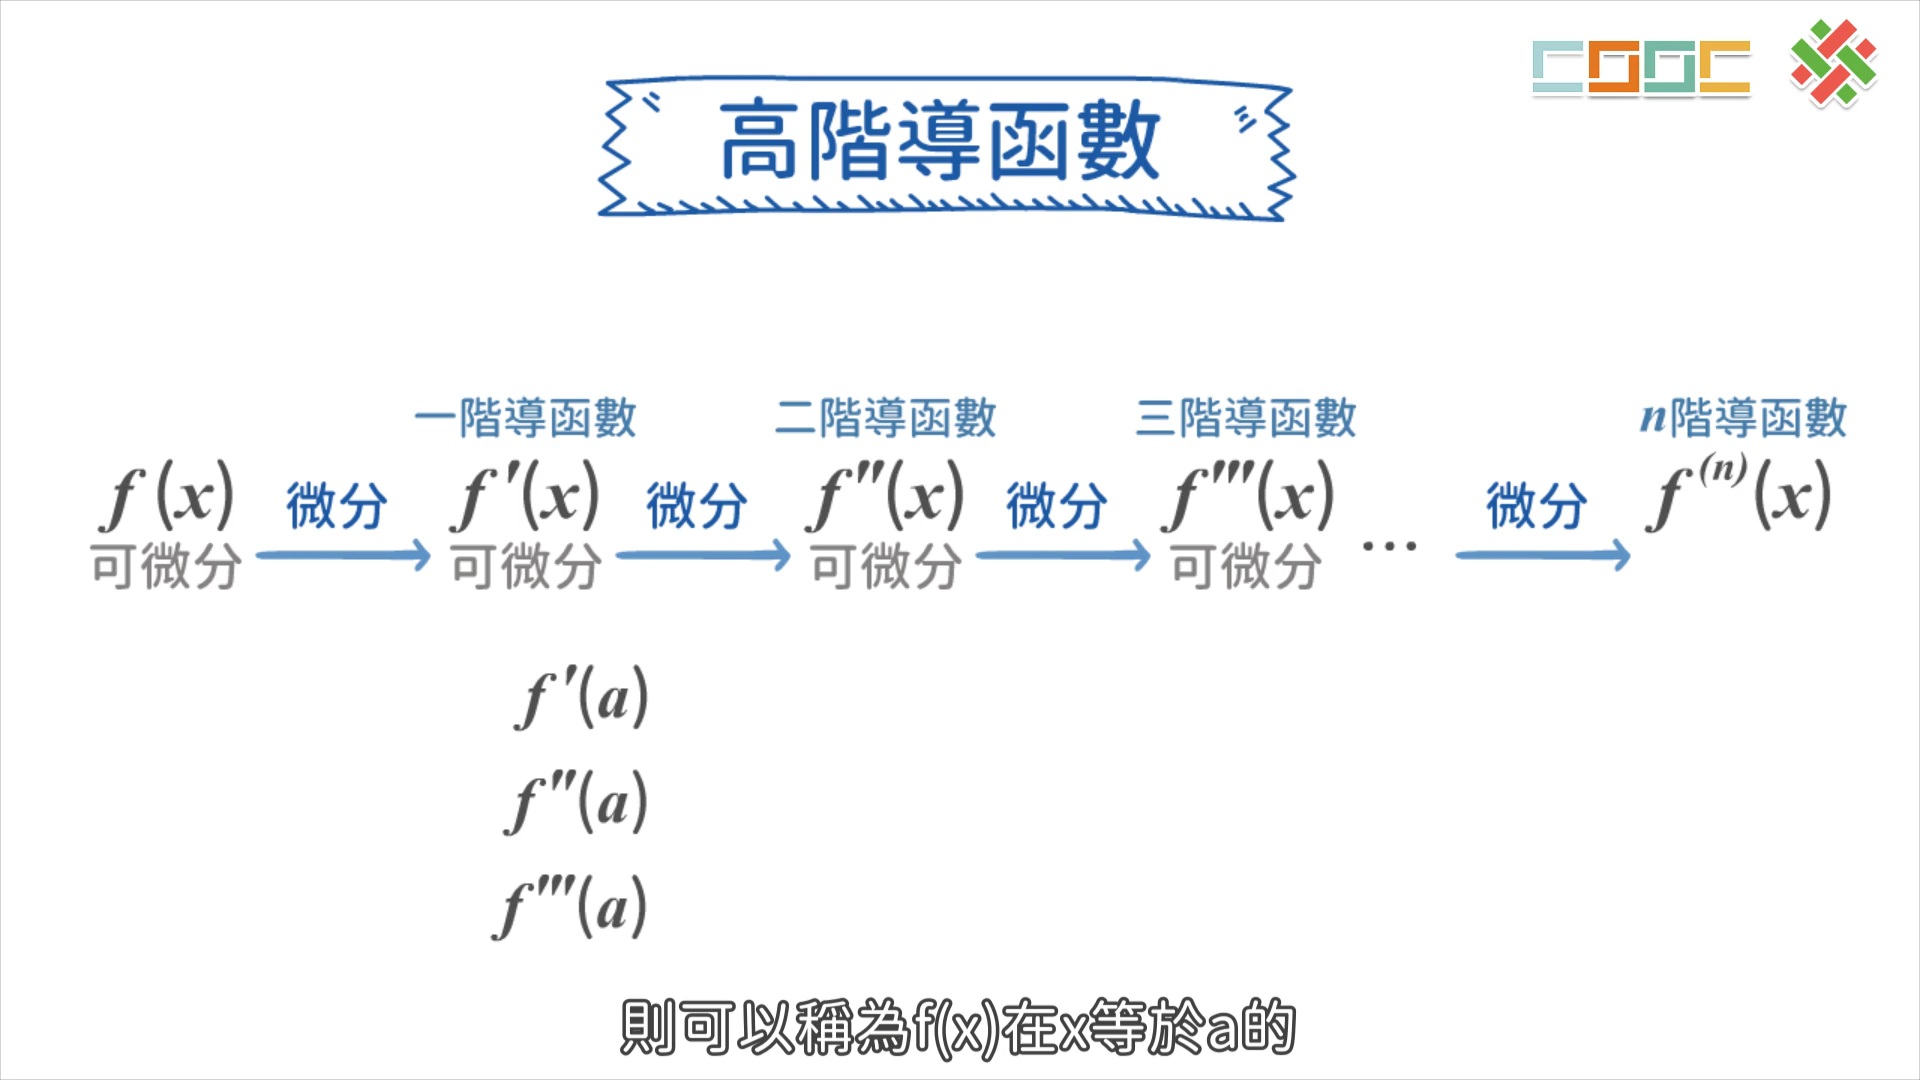 COOC
高階導函數
一階導函數 二階導函數 三階導函數 n階導函數
f(x) 微分 f′(x) 微分 f″(x) 微分 f‴(x) ⋯ 微分 f⁽ⁿ⁾(x)
可微分 可微分 可微分 可微分
f′(a)
f″(a)
f‴(a)
則可以稱為f(x)在x等於a的